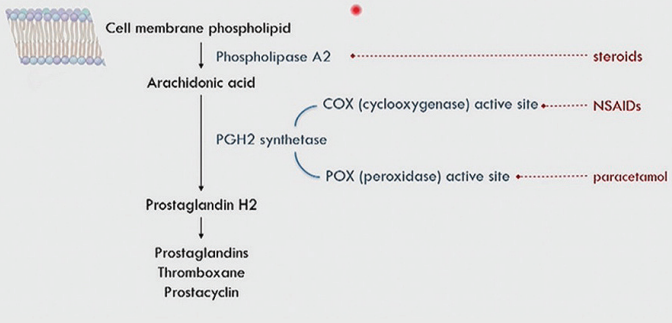 Cell membrane phospholipid
Phospholipase A2
steroids
Arachidonic acid
COX (cyclooxygenase) active site
NSAIDs
PGH2 synthetase
POX (peroxidase) active site
paracetamol
Prostaglandin H2
Prostaglandins
Thromboxane
Prostacyclin